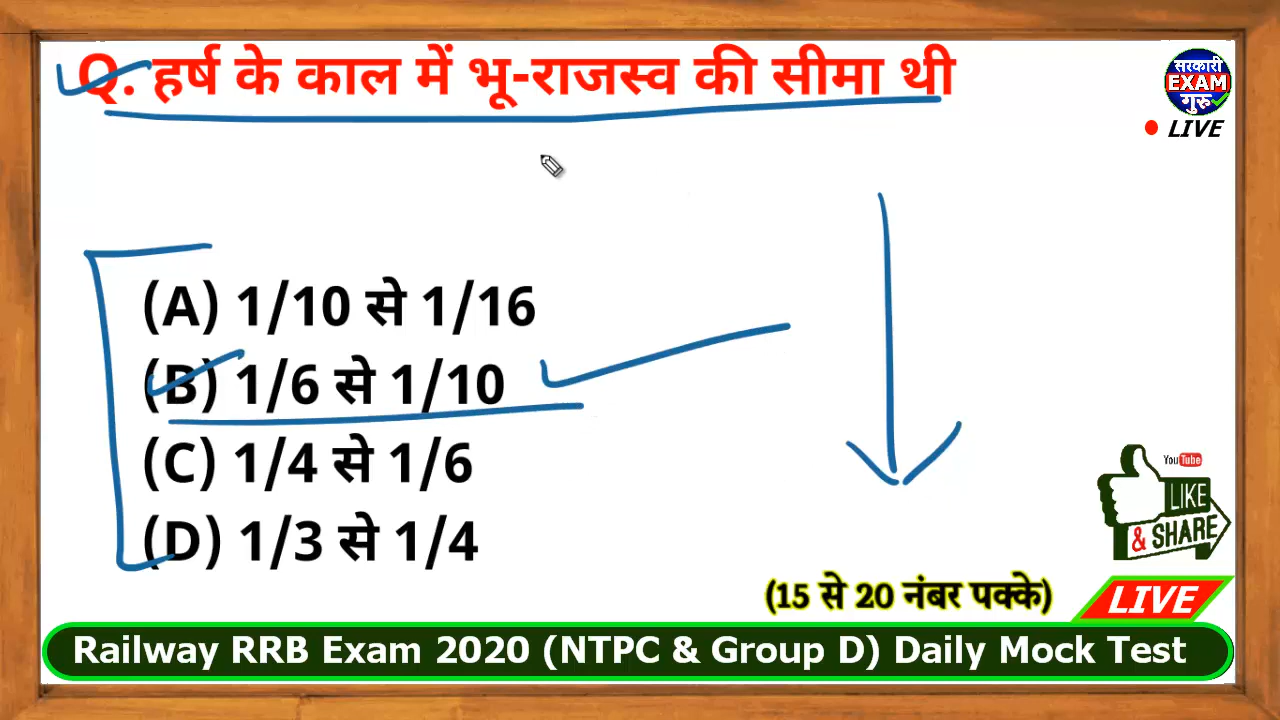 Q. हर्ष के काल में भू-राजस्व की सीमा थी
सरकारी
EXAM
गुरु
LIVE
(A) 1/10 से 1/16
(B) 1/6 से 1/10
(C) 1/4 से 1/6
(D) 1/3 से 1/4
YouTube
LIKE
& SHARE
(15 से 20 नंबर पक्के)
LIVE
Railway RRB Exam 2020 (NTPC & Group D) Daily Mock Test